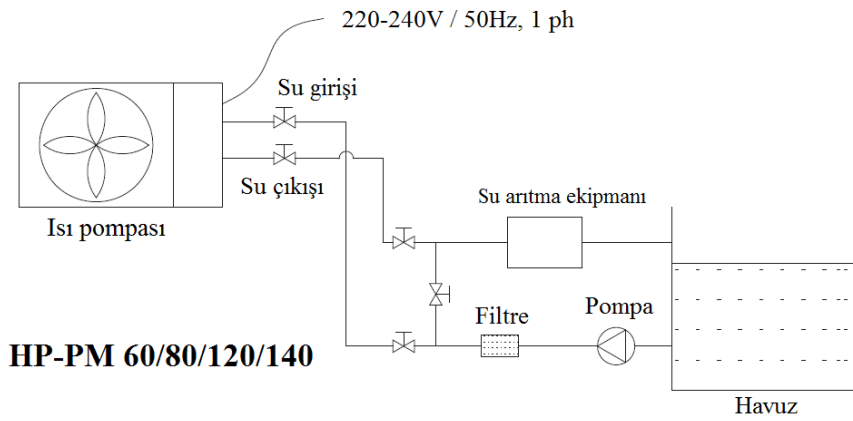 220-240V / 50Hz, 1 ph
Su girişi
Su çıkışı
Isı pompası
Su arıtma ekipmanı
Filtre
Pompa
HP-PM 60/80/120/140
Havuz